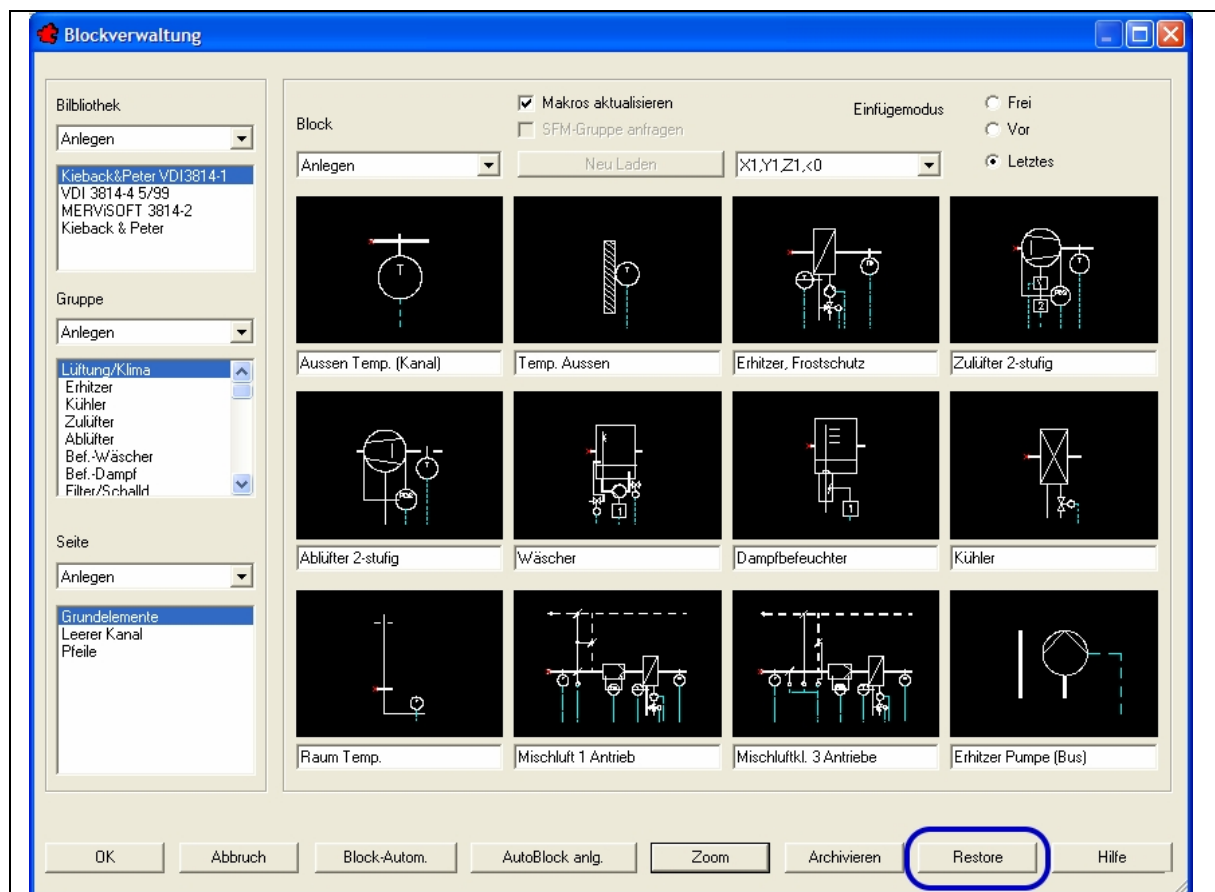 Blockverwaltung
Bilbliothek
Anlegen
Kieback&Peter VDI3814-1
VDI 3814-4 5/99
MERViSOFT 3814-2
Kieback & Peter
Gruppe
Anlegen
Lüftung/Klima
Erhitzer
Kühler
Zulüfter
Ablüfter
Bef.-Wäscher
Bef.-Dampf
Filter/Schalld
Seite
Anlegen
Grundelemente
Leerer Kanal
Pfeile
Block
Anlegen
Makros aktualisieren
SFM-Gruppe anfragen
Neu Laden
Einfügemodus
X1,Y1,Z1,<0
Frei
Vor
Letztes
Aussen Temp. (Kanal)
Temp. Aussen
Erhitzer, Frostschutz
Zulüfter 2-stufig
Ablüfter 2-stufig
Wäscher
Dampfbefeuchter
Kühler
Raum Temp.
Mischluft 1 Antrieb
Mischluftkl. 3 Antriebe
Erhitzer Pumpe (Bus)
OK
Abbruch
Block-Autom.
AutoBlock anlg.
Zoom
Archivieren
Restore
Hilfe